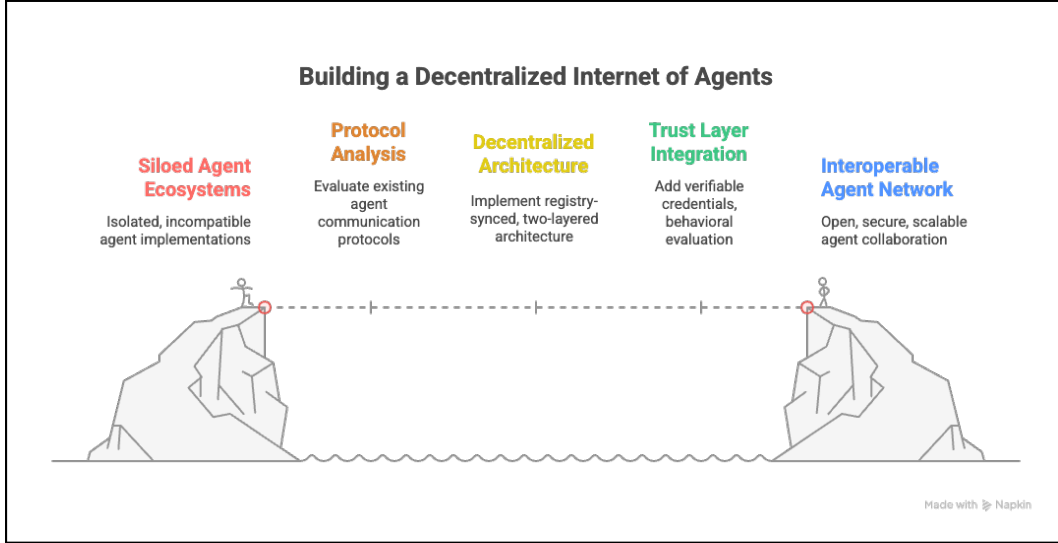 Building a Decentralized Internet of Agents
Siloed Agent
Ecosystems
Isolated, incompatible
agent implementations
Protocol
Analysis
Evaluate existing
agent
communication
protocols
Decentralized
Architecture
Implement registry-
synced, two-layered
architecture
Trust Layer
Integration
Add verifiable
credentials,
behavioral
evaluation
Interoperable
Agent Network
Open, secure, scalable
agent collaboration
Made with Napkin